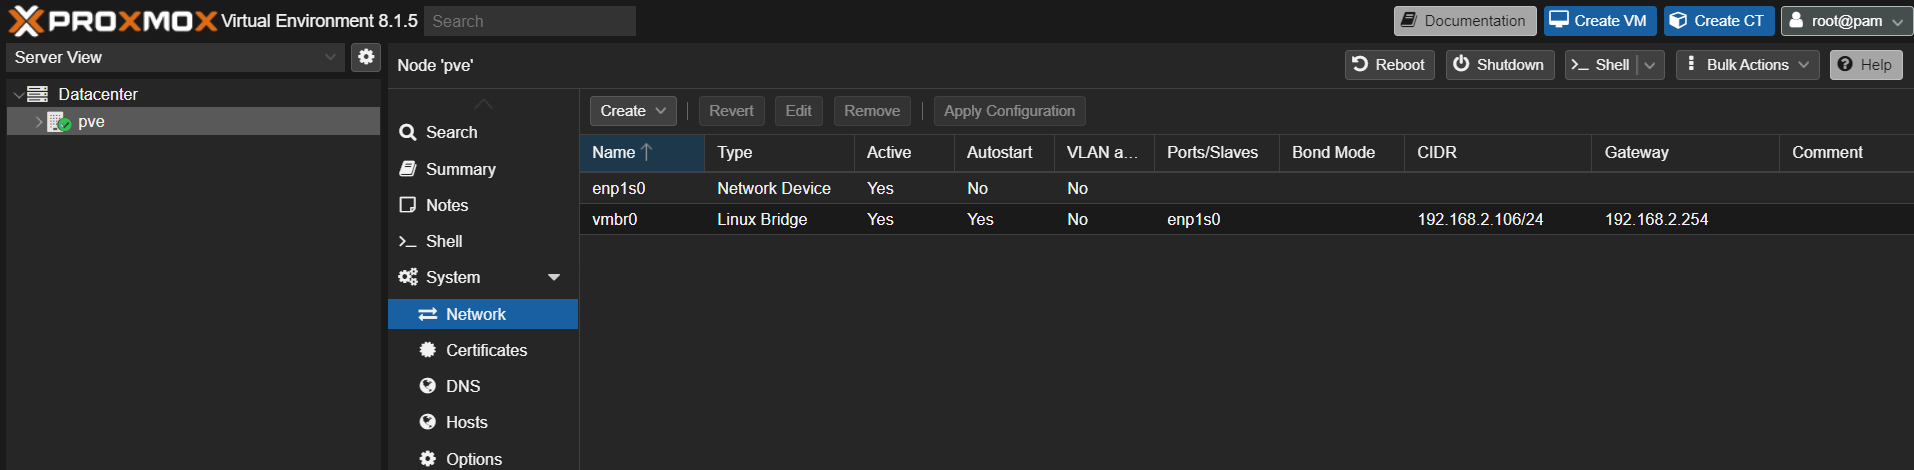 PROXMOX Virtual Environment 8.1.5 Search Documentation Create VM Create CT root@pam
Server View
Node 'pve' Reboot Shutdown >_ Shell Bulk Actions Help
Datacenter
pve
Create Revert Edit Remove Apply Configuration
Search
Summary
Notes
>_ Shell
System
Network
Certificates
DNS
Hosts
Options
Name Type Active Autostart VLAN a... Ports/Slaves Bond Mode CIDR Gateway Comment
enp1s0 Network Device Yes No No
vmbr0 Linux Bridge Yes Yes No enp1s0 192.168.2.106/24 192.168.2.254